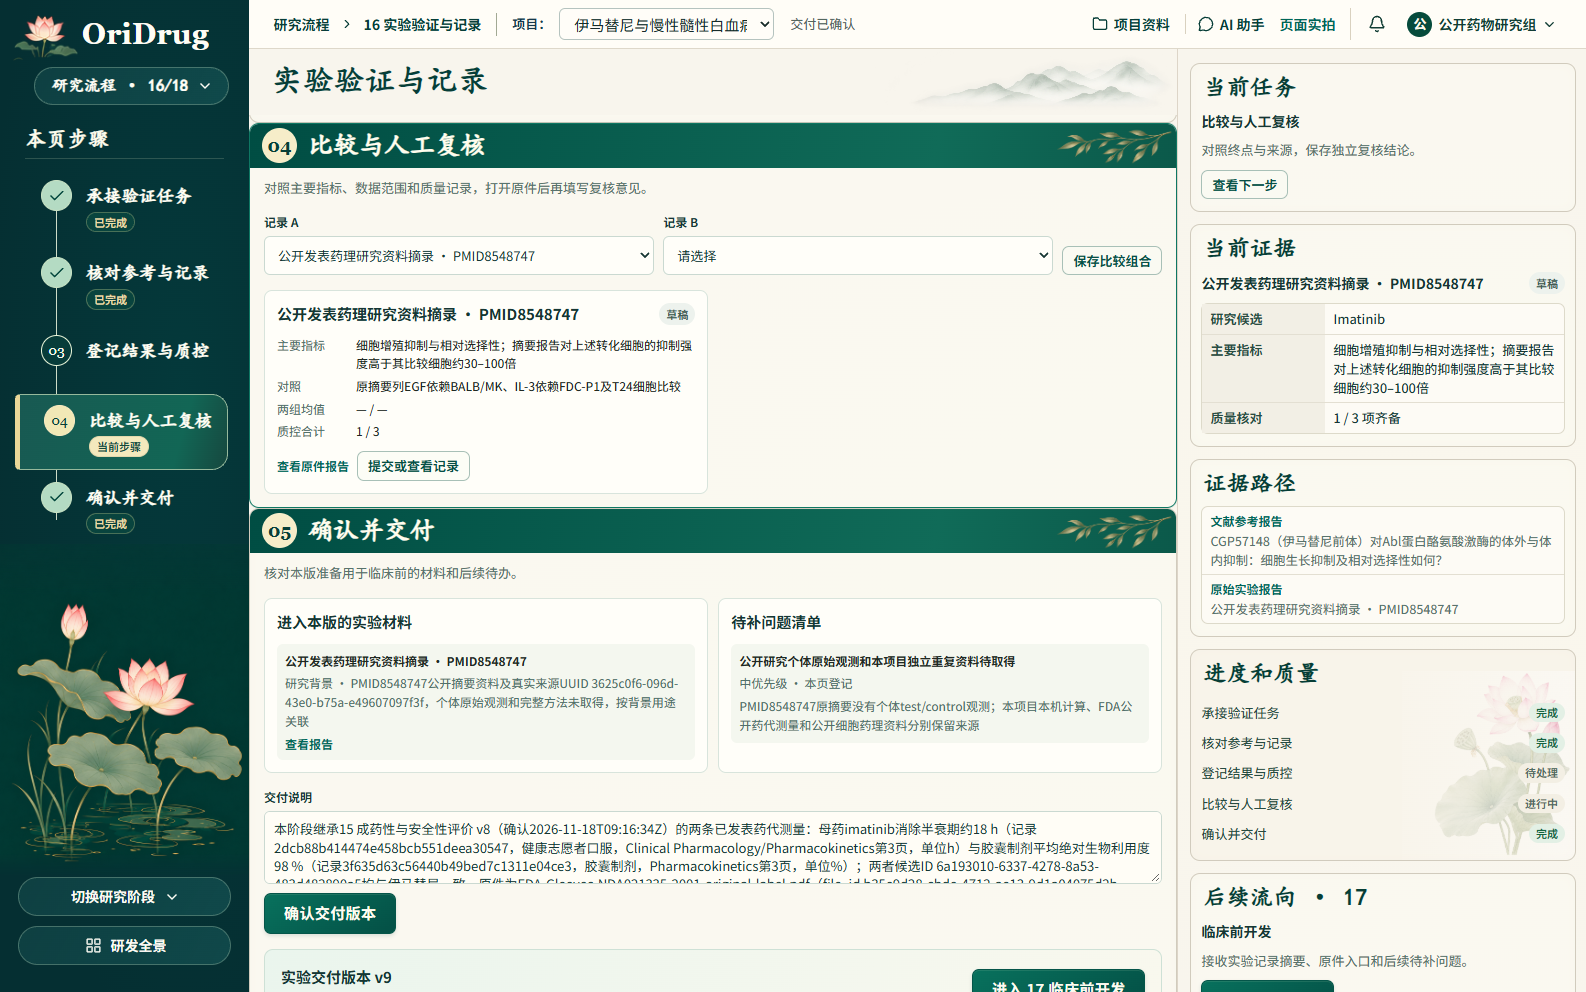 OriDrug
研究流程 • 16/18
本页步骤
承接验证任务
已完成
核对参考与记录
已完成
03 登记结果与质控
04 比较与人工复核
当前步骤
确认并交付
已完成
切换研究阶段
研发全景
研究流程 > 16 实验验证与记录
项目：
伊马替尼与慢性髓性白血病
交付已确认
项目资料
AI 助手
页面实拍
公 公开药物研究组
实验验证与记录
04 比较与人工复核
对照主要指标、数据范围和质量记录，打开原件后再填写复核意见。
记录 A
公开发表药理研究资料摘录 • PMID8548747
记录 B
请选择
保存比较组合
公开发表药理研究资料摘录 • PMID8548747
草稿
主要指标 细胞增殖抑制与相对选择性；摘要报告对上述转化细胞的抑制强
度高于其比较细胞约30–100倍
对照 原摘要列EGF依赖BALB/MK、IL-3依赖FDC-P1及T24细胞比较
两组均值 — / —
质控合计 1 / 3
查看原件报告
提交或查看记录
05 确认并交付
核对本版准备用于临床前的材料和后续待办。
进入本版的实验材料
公开发表药理研究资料摘录 • PMID8548747
研究背景 • PMID8548747公开摘要资料及真实来源UUID 3625c0f6-096d-
43e0-b75a-e49607097f3f，个体原始观测和完整方法未取得，按背景用途
关联
查看报告
待补问题清单
公开研究个体原始观测和本项目独立重复资料待取得
中优先级 • 本页登记
PMID8548747原摘要没有个体test/control观测；本项目本机计算、FDA公
开药代测量和公开细胞药理资料分别保留来源
交付说明
本阶段继承15 成药性与安全性评价 v8（确认2026-11-18T09:16:34Z）的两条已发表药代测量：母药imatinib消除半衰期约18 h（记录
2dcb88b414474e458bcb551deea30547，健康志愿者口服，Clinical Pharmacology/Pharmacokinetics第3页，单位h）与胶囊制剂平均绝对生物利用度
98 %（记录3f635d63c56440b49bed7c1311e04ce3，胶囊制剂，Pharmacokinetics第3页，单位%）；两者候选ID 6a193010-6337-4278-8a53-
确认交付版本
实验交付版本 v9
进入 17 临床前开发
当前任务
比较与人工复核
对照终点与来源，保存独立复核结论。
查看下一步
当前证据
公开发表药理研究资料摘录 • PMID8548747
草稿
研究候选 Imatinib
主要指标 细胞增殖抑制与相对选择性；摘要报告
对上述转化细胞的抑制强度高于其比较
细胞约30–100倍
质量核对 1 / 3 项齐备
证据路径
文献参考报告
CGP57148（伊马替尼前体）对Abl蛋白酪氨酸激酶的体外与体
内抑制：细胞生长抑制及相对选择性如何？
原始实验报告
公开发表药理研究资料摘录 • PMID8548747
进度和质量
承接验证任务 完成
核对参考与记录 完成
登记结果与质控 待处理
比较与人工复核 进行中
确认并交付 完成
后续流向 • 17
临床前开发
接收实验记录摘要、原件入口和后续待补问题。